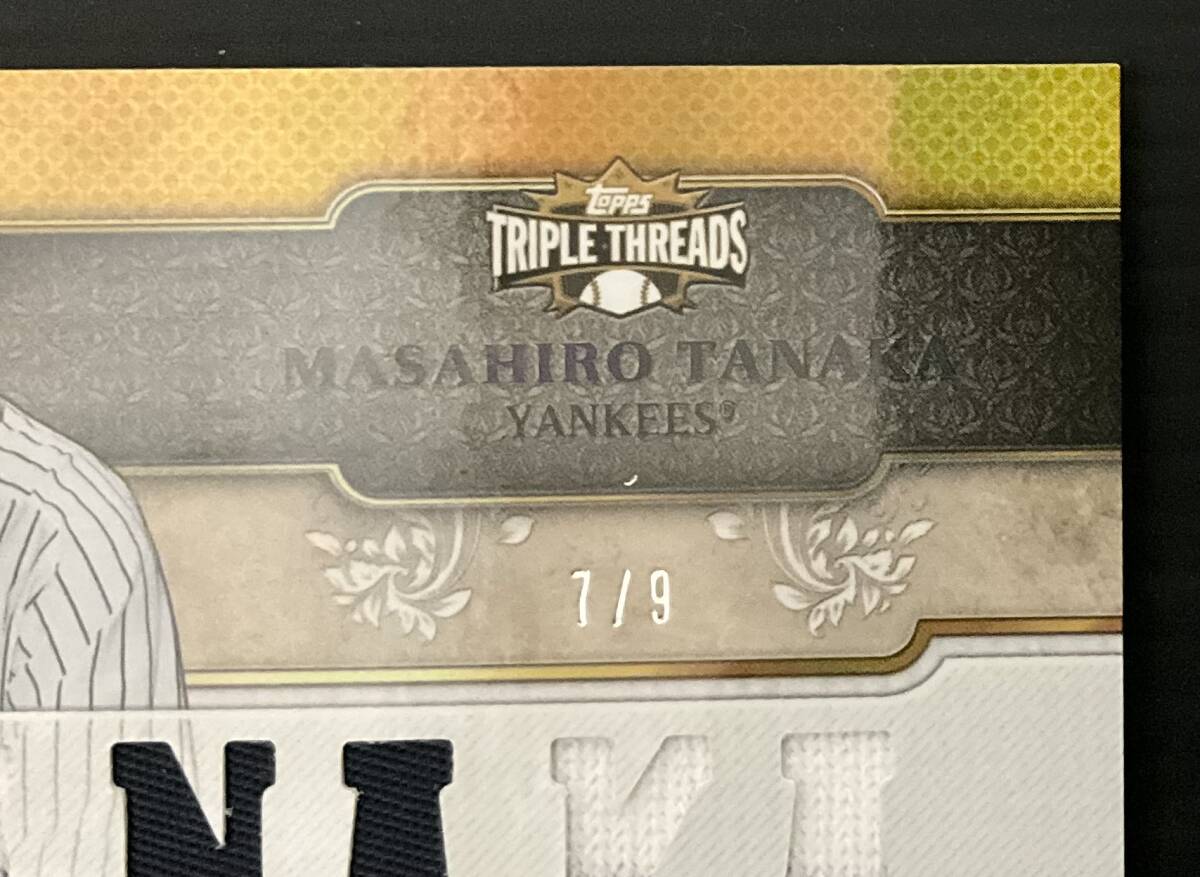 topps
TRIPLE THREADS
MASAHIRO TANAKA
YANKEES®
7/9